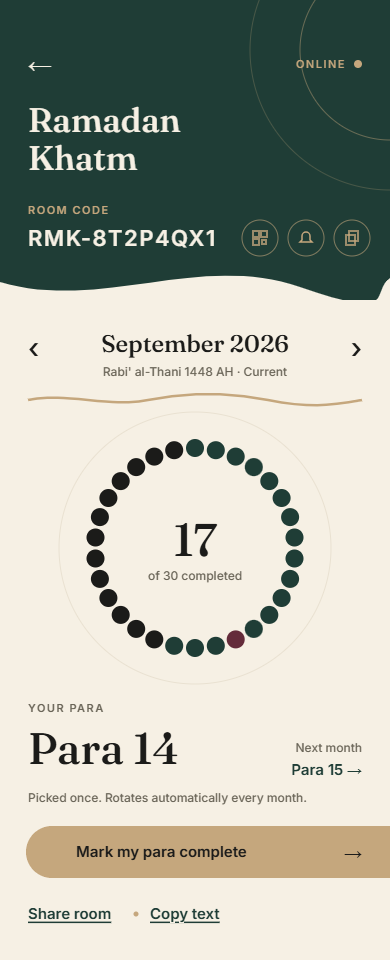 ←
ONLINE
Ramadan
Khatm
ROOM CODE
RMK-8T2P4QX1
‹ September 2026 ›
Rabi' al-Thani 1448 AH · Current
17
of 30 completed
YOUR PARA
Para 14
Next month
Para 15 →
Picked once. Rotates automatically every month.
Mark my para complete →
Share room • Copy text